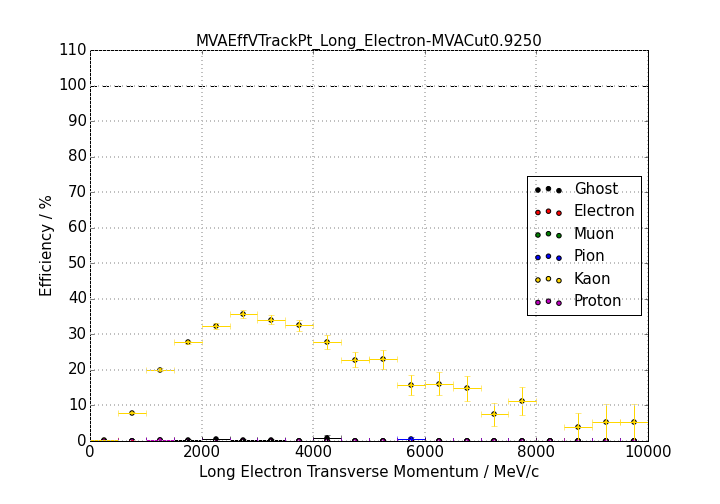 MVAEffVTrackPt_Long_Electron-MVACut0.9250
110
100
90
80
70
60
50
40
30
20
10
0
Efficiency / %
Ghost
Electron
Muon
Pion
Kaon
Proton
0 2000 4000 6000 8000 10000
Long Electron Transverse Momentum / MeV/c